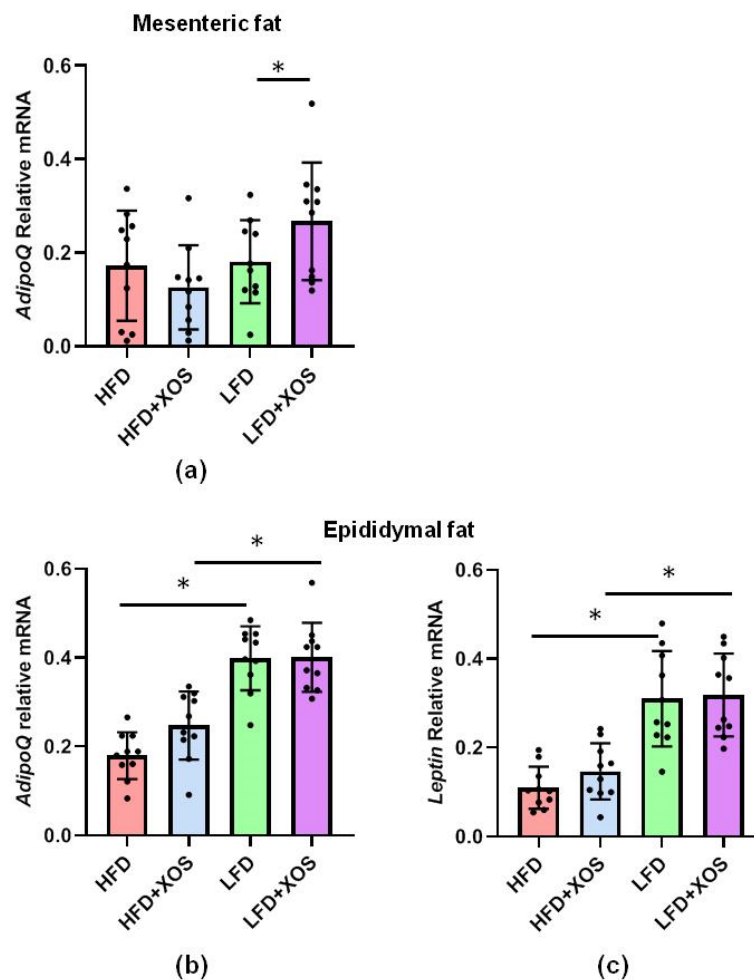 Mesenteric fat
AdipoQ Relative mRNA
0.6
0.4
0.2
0.0
*
HFD
HFD+XOS
LFD
LFD+XOS
(a)
Epididymal fat
AdipoQ relative mRNA
0.6
0.4
0.2
0.0
*
*
HFD
HFD+XOS
LFD
LFD+XOS
(b)
Leptin Relative mRNA
0.6
0.4
0.2
0.0
*
*
HFD
HFD+XOS
LFD
LFD+XOS
(c)